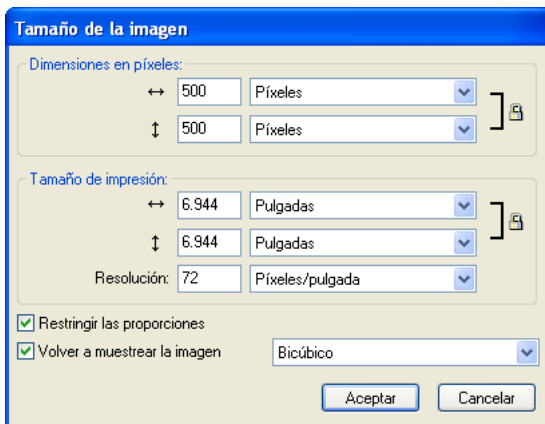 Tamaño de la imagen
Dimensiones en píxeles:
↔ 500 Píxeles
↕ 500 Píxeles
Tamaño de impresión:
↔ 6.944 Pulgadas
↕ 6.944 Pulgadas
Resolución: 72 Píxeles/pulgada
Restringir las proporciones
Volver a muestrear la imagen Bicúbico
Aceptar Cancelar